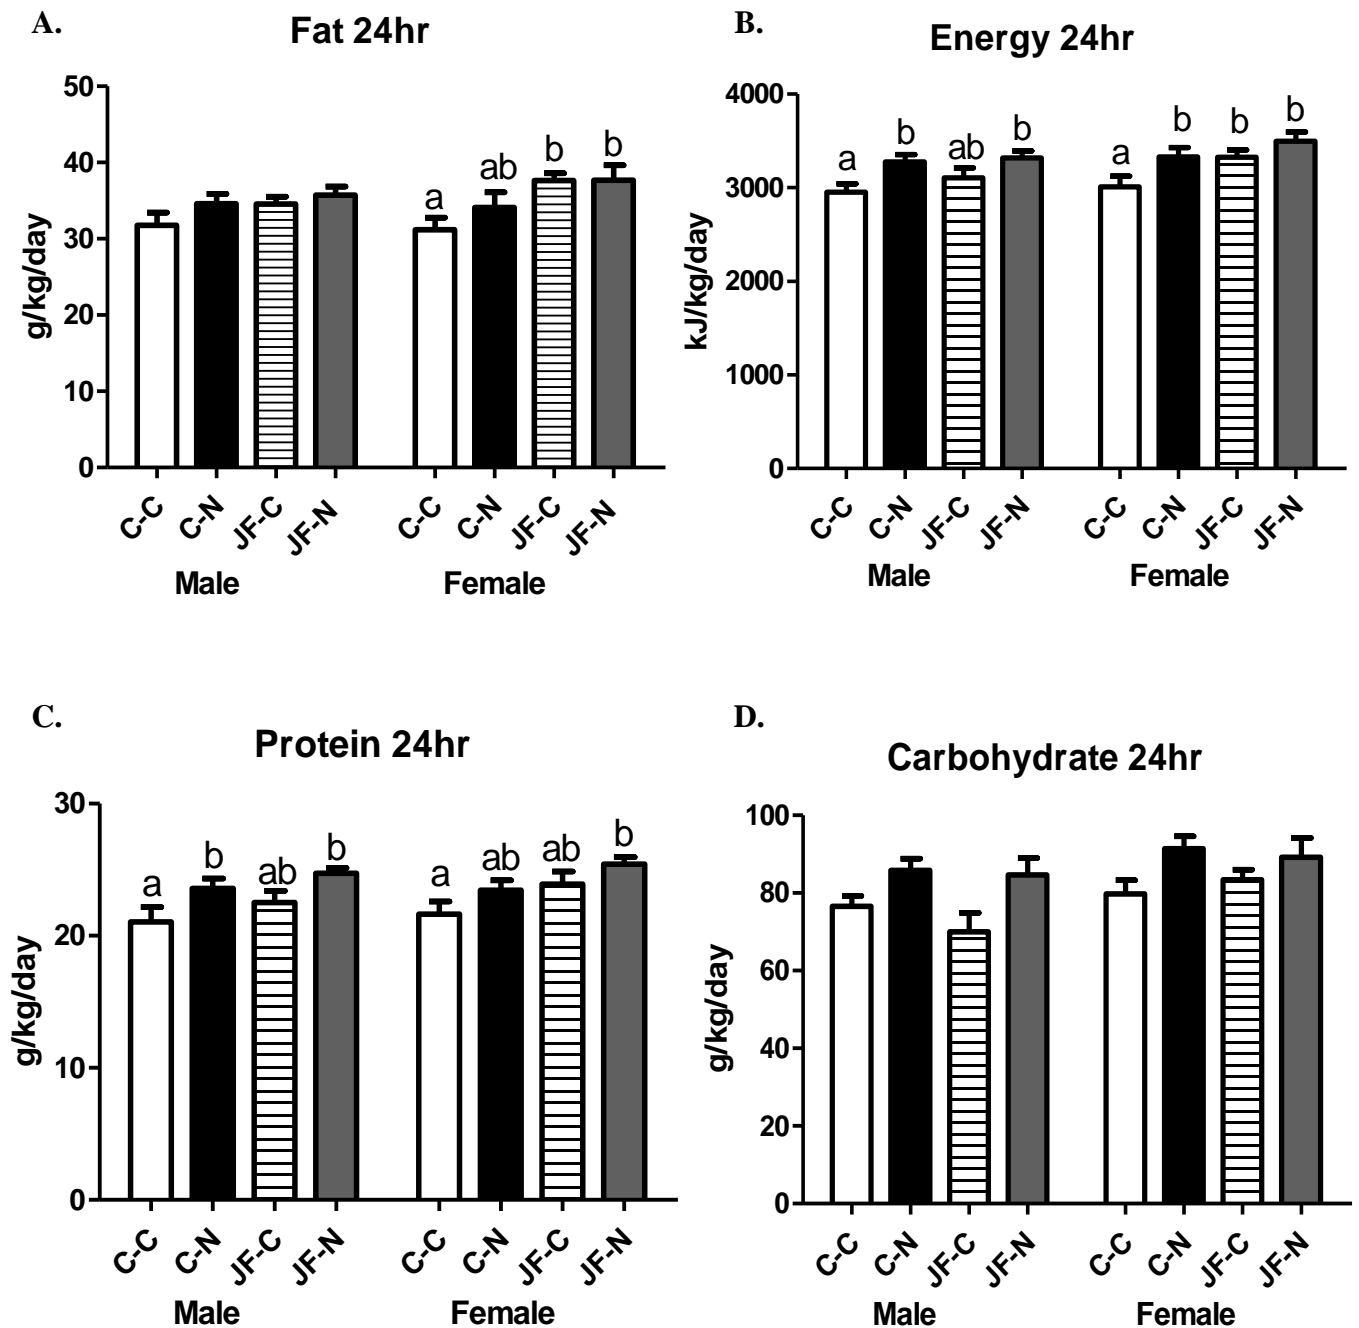 A.
Fat 24hr
50
40
30
20
10
0
g/kg/day
a
ab
b
b
C-C
C-N
JF-C
JF-N
C-C
C-N
JF-C
JF-N
Male
Female
B.
Energy 24hr
4000
3000
2000
1000
0
kJ/kg/day
a
b
ab
b
a
b
b
b
C-C
C-N
JF-C
JF-N
C-C
C-N
JF-C
JF-N
Male
Female
C.
Protein 24hr
30
20
10
0
g/kg/day
a
b
ab
b
a
ab
ab
b
C-C
C-N
JF-C
JF-N
C-C
C-N
JF-C
JF-N
Male
Female
D.
Carbohydrate 24hr
100
80
60
40
20
0
g/kg/day
C-C
C-N
JF-C
JF-N
C-C
C-N
JF-C
JF-N
Male
Female